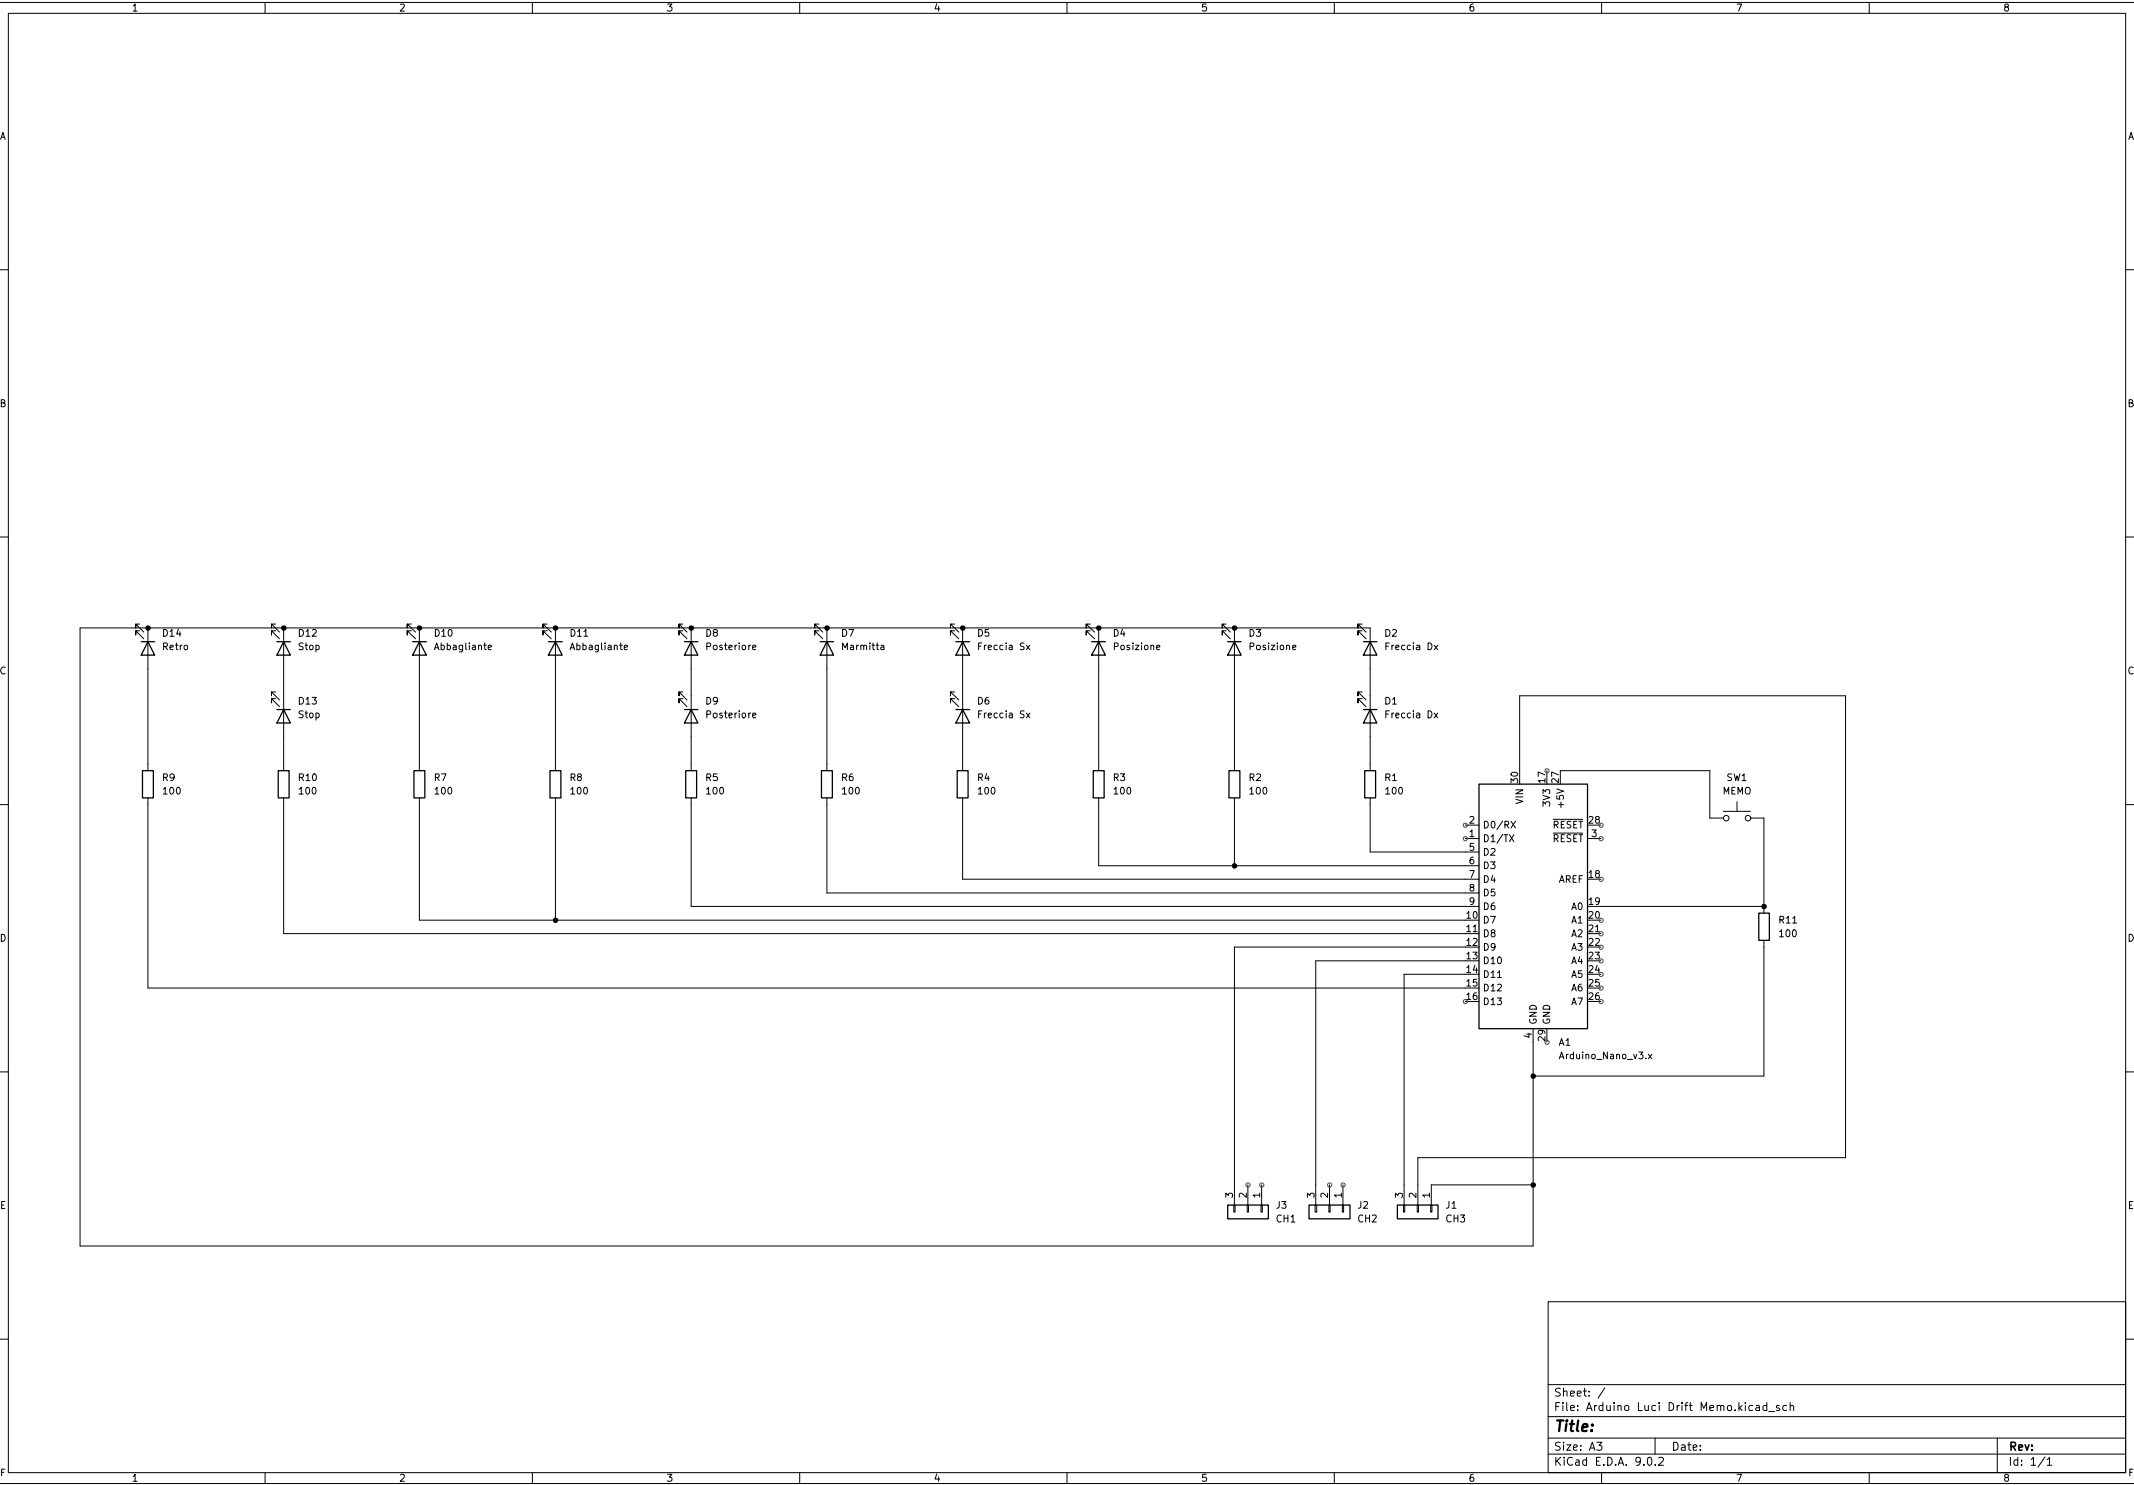 1 2 3 4 5 6 7 8
A A
B B
C C
D D
E E
F F
D14
Retro
D12
Stop
D10
Abbagliante
D11
Abbagliante
D8
Posteriore
D7
Marmitta
D5
Freccia Sx
D4
Posizione
D3
Posizione
D2
Freccia Dx
D13
Stop
D9
Posteriore
D6
Freccia Sx
D1
Freccia Dx
R9
100
R10
100
R7
100
R8
100
R5
100
R6
100
R4
100
R3
100
R2
100
R1
100
SW1
MEMO
30 17 27
VIN 3V3 +5V
2 D0/RX
1 D1/TX
5 D2
6 D3
7 D4
8 D5
9 D6
10 D7
11 D8
12 D9
13 D10
14 D11
15 D12
16 D13
RESET 28
RESET 3
AREF 18
A0 19
A1 20
A2 21
A3 22
A4 23
A5 24
A6 25
A7 26
GND GND
4 29
A1
Arduino_Nano_v3.x
R11
100
3 2 1
J3
CH1
3 2 1
J2
CH2
3 2 1
J1
CH3
Sheet: /
File: Arduino Luci Drift Memo.kicad_sch
Title:
Size: A3 Date: Rev:
KiCad E.D.A. 9.0.2 Id: 1/1
1 2 3 4 5 6 7 8